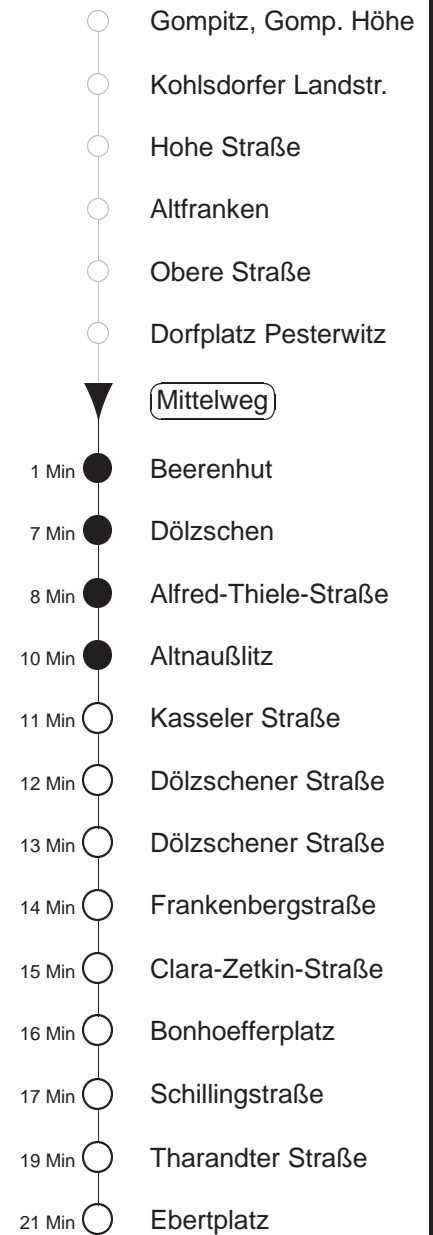 Gompitz, Gomp. Höhe
Kohlsdorfer Landstr.
Hohe Straße
Altfranken
Obere Straße
Dorfplatz Pesterwitz
Mittelweg
1 Min Beerenhut
7 Min Dölzschen
8 Min Alfred-Thiele-Straße
10 Min Altnaußlitz
11 Min Kasseler Straße
12 Min Dölzschener Straße
13 Min Dölzschener Straße
14 Min Frankenbergstraße
15 Min Clara-Zetkin-Straße
16 Min Bonhoefferplatz
17 Min Schillingstraße
19 Min Tharandter Straße
21 Min Ebertplatz